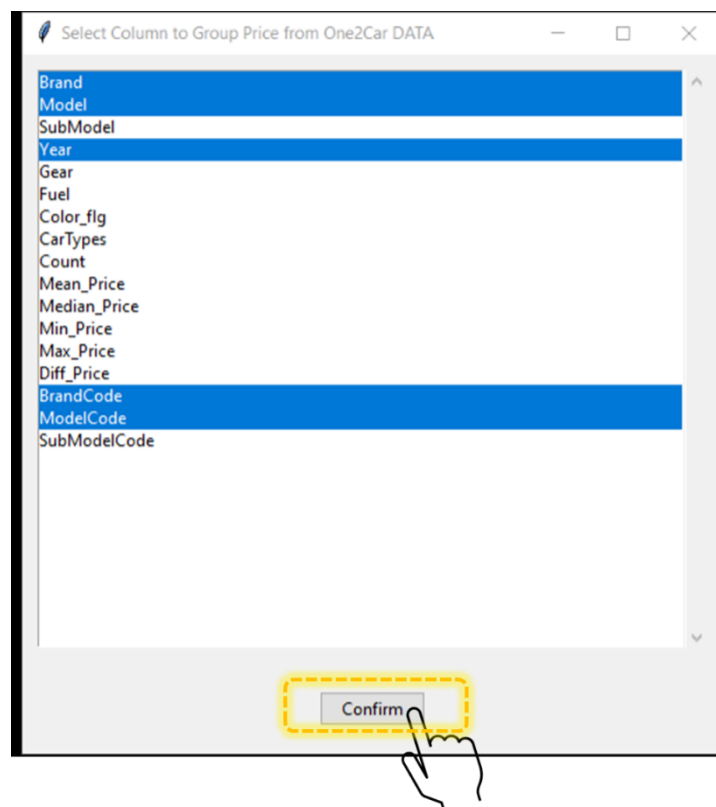 Select Column to Group Price from One2Car DATA
Brand
Model
SubModel
Year
Gear
Fuel
Color_flg
CarTypes
Count
Mean_Price
Median_Price
Min_Price
Max_Price
Diff_Price
BrandCode
ModelCode
SubModelCode
Confirm